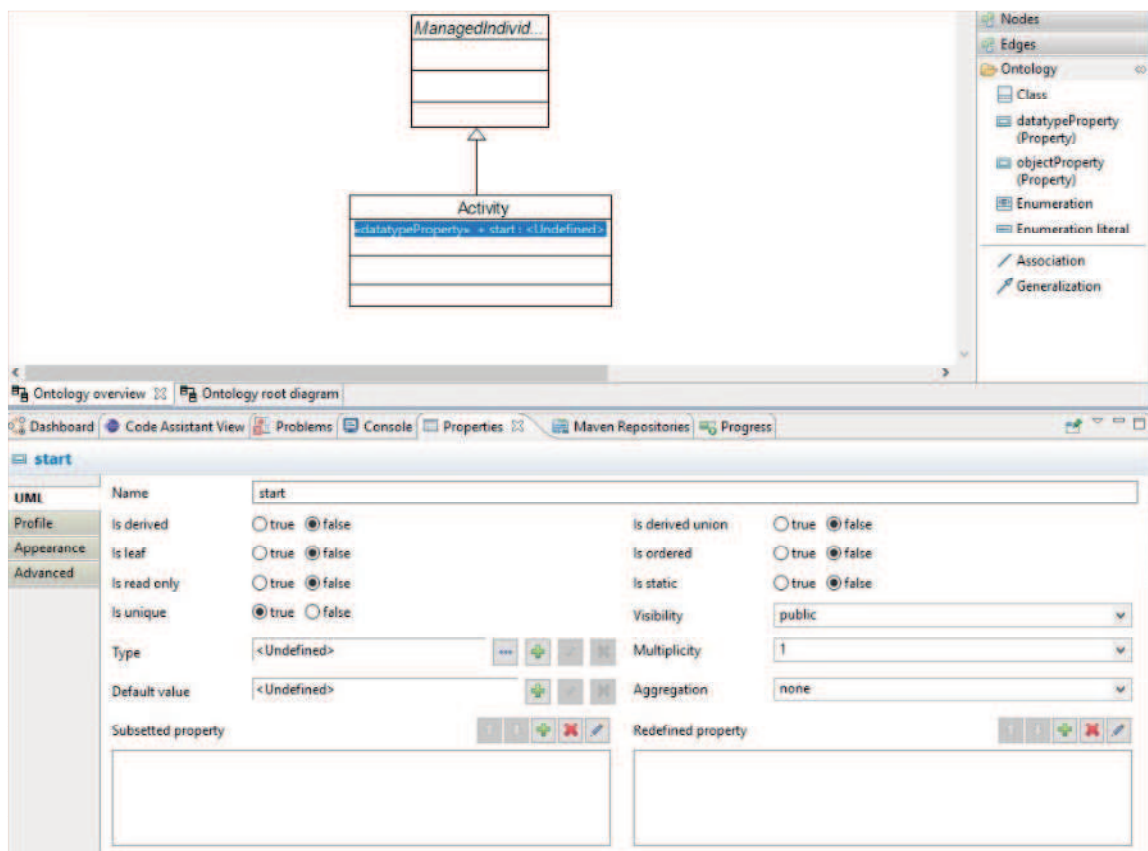 ManagedIndivid...
Activity
«datatypeProperty» + start : <Undefined>
Nodes
Edges
Ontology
Class
datatypeProperty
(Property)
objectProperty
(Property)
Enumeration
Enumeration literal
Association
Generalization
Ontology overview Ontology root diagram
Dashboard Code Assistant View Problems Console Properties Maven Repositories Progress
start
UML
Profile
Appearance
Advanced
Name start
Is derived true false Is derived union true false
Is leaf true false Is ordered true false
Is read only true false Is static true false
Is unique true false Visibility public
Type <Undefined> Multiplicity 1
Default value <Undefined> Aggregation none
Subsetted property Redefined property